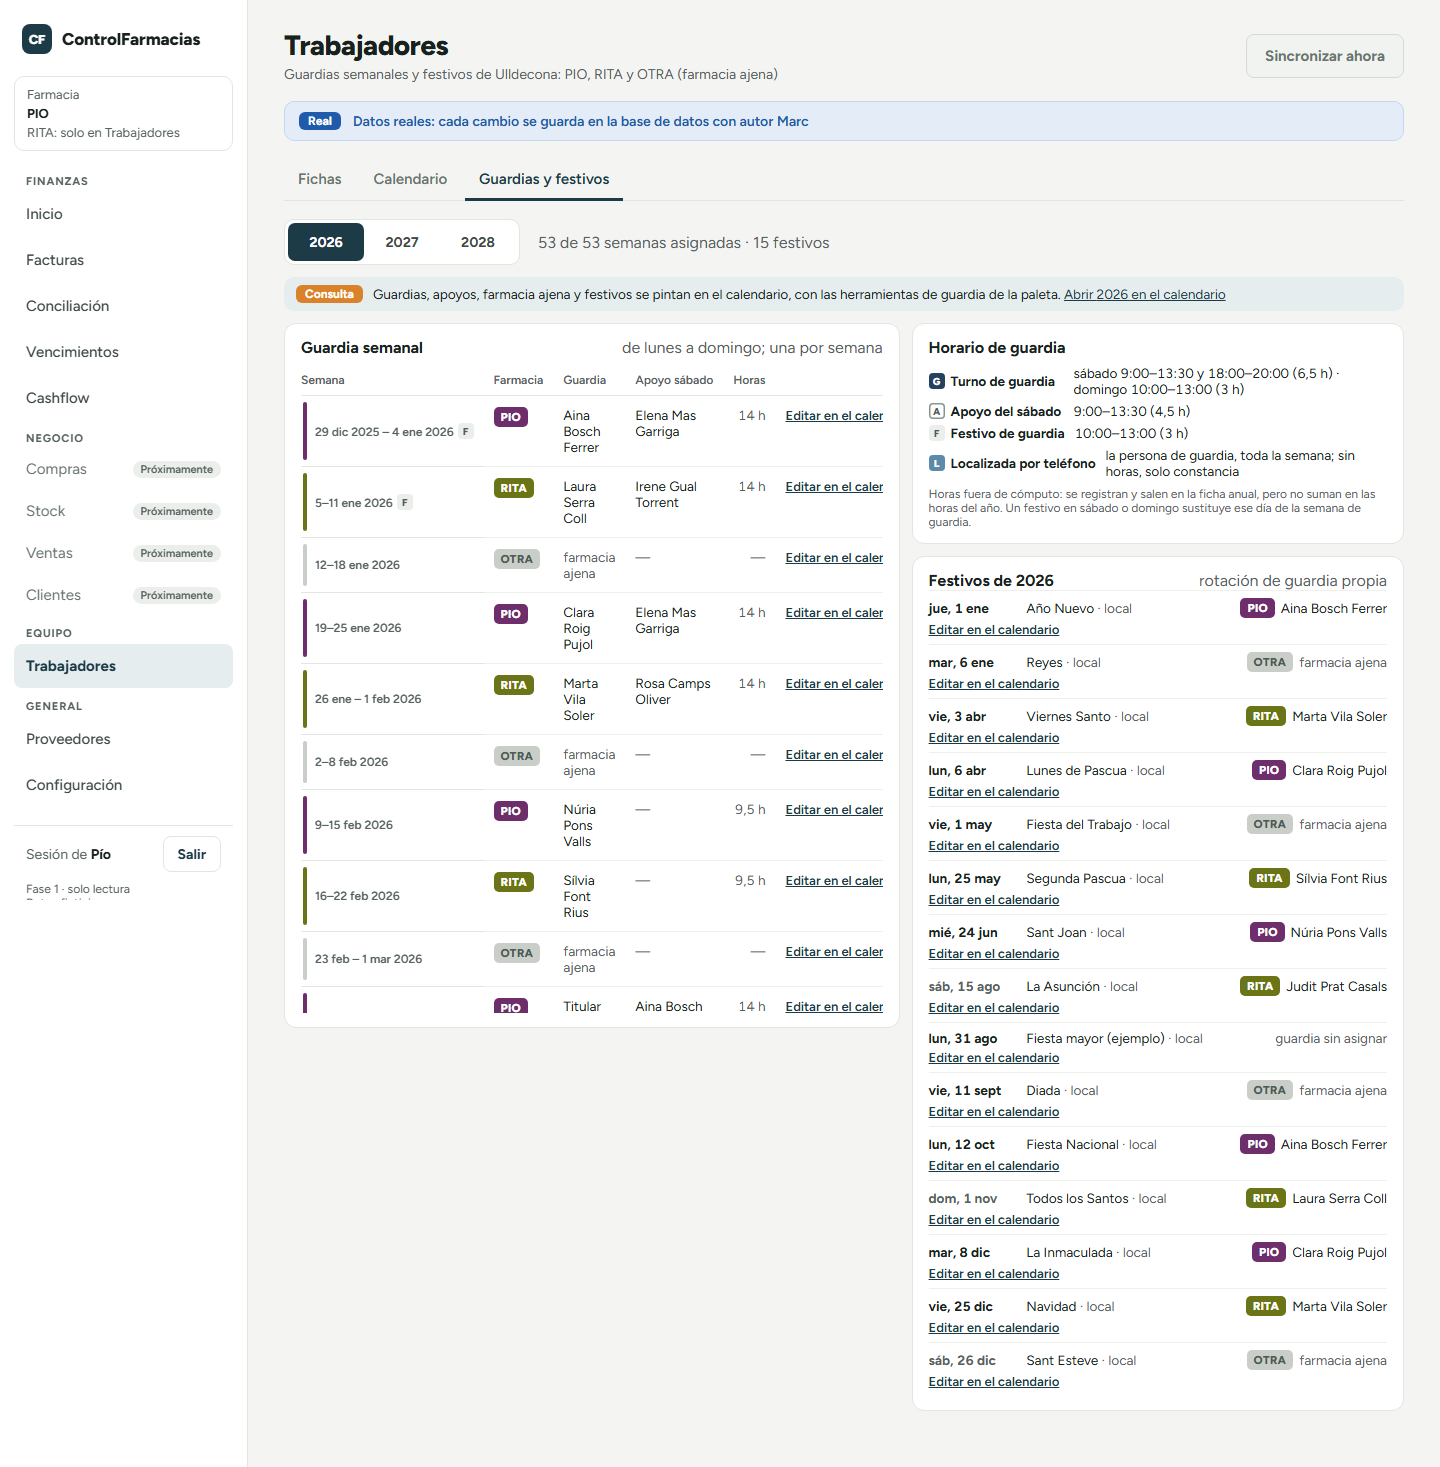 CF ControlFarmacias
Farmacia
PIO
RITA: solo en Trabajadores
FINANZAS
Inicio
Facturas
Conciliación
Vencimientos
Cashflow
NEGOCIO
Compras Próximamente
Stock Próximamente
Ventas Próximamente
Clientes Próximamente
EQUIPO
Trabajadores
GENERAL
Proveedores
Configuración
Sesión de Pío Salir
Fase 1 · solo lectura
Trabajadores
Guardias semanales y festivos de Ulldecona: PIO, RITA y OTRA (farmacia ajena)
Sincronizar ahora
Real Datos reales: cada cambio se guarda en la base de datos con autor Marc
Fichas Calendario Guardias y festivos
2026 2027 2028 53 de 53 semanas asignadas · 15 festivos
Consulta Guardias, apoyos, farmacia ajena y festivos se pintan en el calendario, con las herramientas de guardia de la paleta. Abrir 2026 en el calendario
Guardia semanal de lunes a domingo; una por semana
Semana Farmacia Guardia Apoyo sábado Horas
29 dic 2025 – 4 ene 2026 F PIO Aina Bosch Ferrer Elena Mas Garriga 14 h Editar en el caler
5–11 ene 2026 F RITA Laura Serra Coll Irene Gual Torrent 14 h Editar en el caler
12–18 ene 2026 OTRA farmacia ajena — — Editar en el caler
19–25 ene 2026 PIO Clara Roig Pujol Elena Mas Garriga 14 h Editar en el caler
26 ene – 1 feb 2026 RITA Marta Vila Soler Rosa Camps Oliver 14 h Editar en el caler
2–8 feb 2026 OTRA farmacia ajena — — Editar en el caler
9–15 feb 2026 PIO Núria Pons Valls — 9,5 h Editar en el caler
16–22 feb 2026 RITA Sílvia Font Rius — 9,5 h Editar en el caler
23 feb – 1 mar 2026 OTRA farmacia ajena — — Editar en el caler
PIO Titular Aina Bosch 14 h Editar en el caler
Horario de guardia
G Turno de guardia sábado 9:00–13:30 y 18:00–20:00 (6,5 h) ·
domingo 10:00–13:00 (3 h)
A Apoyo del sábado 9:00–13:30 (4,5 h)
F Festivo de guardia 10:00–13:00 (3 h)
L Localizada por teléfono la persona de guardia, toda la semana; sin
horas, solo constancia
Horas fuera de cómputo: se registran y salen en la ficha anual, pero no suman en las
horas del año. Un festivo en sábado o domingo sustituye ese día de la semana de
guardia.
Festivos de 2026 rotación de guardia propia
jue, 1 ene Año Nuevo · local PIO Aina Bosch Ferrer
Editar en el calendario
mar, 6 ene Reyes · local OTRA farmacia ajena
Editar en el calendario
vie, 3 abr Viernes Santo · local RITA Marta Vila Soler
Editar en el calendario
lun, 6 abr Lunes de Pascua · local PIO Clara Roig Pujol
Editar en el calendario
vie, 1 may Fiesta del Trabajo · local OTRA farmacia ajena
Editar en el calendario
lun, 25 may Segunda Pascua · local RITA Sílvia Font Rius
Editar en el calendario
mié, 24 jun Sant Joan · local PIO Núria Pons Valls
Editar en el calendario
sáb, 15 ago La Asunción · local RITA Judit Prat Casals
Editar en el calendario
lun, 31 ago Fiesta mayor (ejemplo) · local guardia sin asignar
Editar en el calendario
vie, 11 sept Diada · local OTRA farmacia ajena
Editar en el calendario
lun, 12 oct Fiesta Nacional · local PIO Aina Bosch Ferrer
Editar en el calendario
dom, 1 nov Todos los Santos · local RITA Laura Serra Coll
Editar en el calendario
mar, 8 dic La Inmaculada · local PIO Clara Roig Pujol
Editar en el calendario
vie, 25 dic Navidad · local RITA Marta Vila Soler
Editar en el calendario
sáb, 26 dic Sant Esteve · local OTRA farmacia ajena
Editar en el calendario